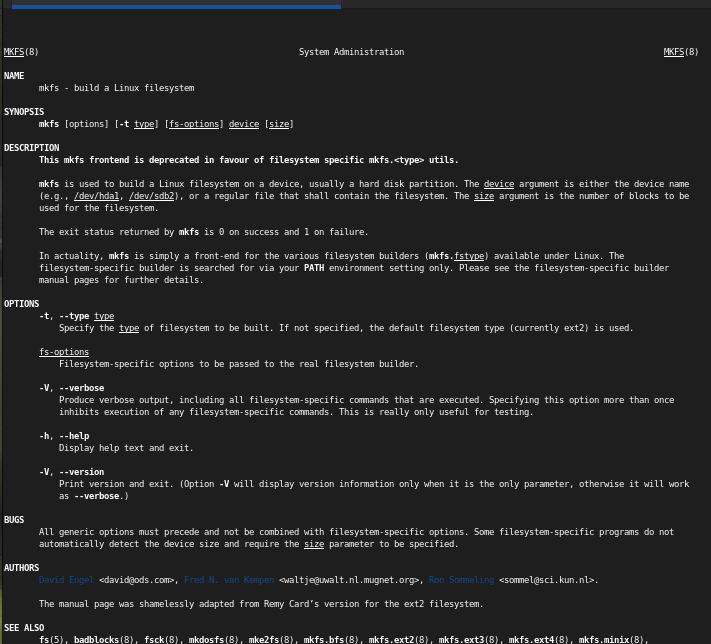 MKFS(8) System Administration MKFS(8)
NAME
mkfs - build a Linux filesystem
SYNOPSIS
mkfs [options] [-t type] [fs-options] device [size]
DESCRIPTION
This mkfs frontend is deprecated in favour of filesystem specific mkfs.<type> utils.
mkfs is used to build a Linux filesystem on a device, usually a hard disk partition. The device argument is either the device name
(e.g., /dev/hda1, /dev/sdb2), or a regular file that shall contain the filesystem. The size argument is the number of blocks to be
used for the filesystem.
The exit status returned by mkfs is 0 on success and 1 on failure.
In actuality, mkfs is simply a front-end for the various filesystem builders (mkfs.fstype) available under Linux. The
filesystem-specific builder is searched for via your PATH environment setting only. Please see the filesystem-specific builder
manual pages for further details.
OPTIONS
-t, --type type
Specify the type of filesystem to be built. If not specified, the default filesystem type (currently ext2) is used.
fs-options
Filesystem-specific options to be passed to the real filesystem builder.
-V, --verbose
Produce verbose output, including all filesystem-specific commands that are executed. Specifying this option more than once
inhibits execution of any filesystem-specific commands. This is really only useful for testing.
-h, --help
Display help text and exit.
-V, --version
Print version and exit. (Option -V will display version information only when it is the only parameter, otherwise it will work
as --verbose.)
BUGS
All generic options must precede and not be combined with filesystem-specific options. Some filesystem-specific programs do not
automatically detect the device size and require the size parameter to be specified.
AUTHORS
David Engel <david@ods.com>, Fred N. van Kempen <waltje@uwalt.nl.mugnet.org>, Ron Sommeling <sommel@sci.kun.nl>.
The manual page was shamelessly adapted from Remy Card's version for the ext2 filesystem.
SEE ALSO
fs(5), badblocks(8), fsck(8), mkdosfs(8), mke2fs(8), mkfs.bfs(8), mkfs.ext2(8), mkfs.ext3(8), mkfs.ext4(8), mkfs.minix(8),